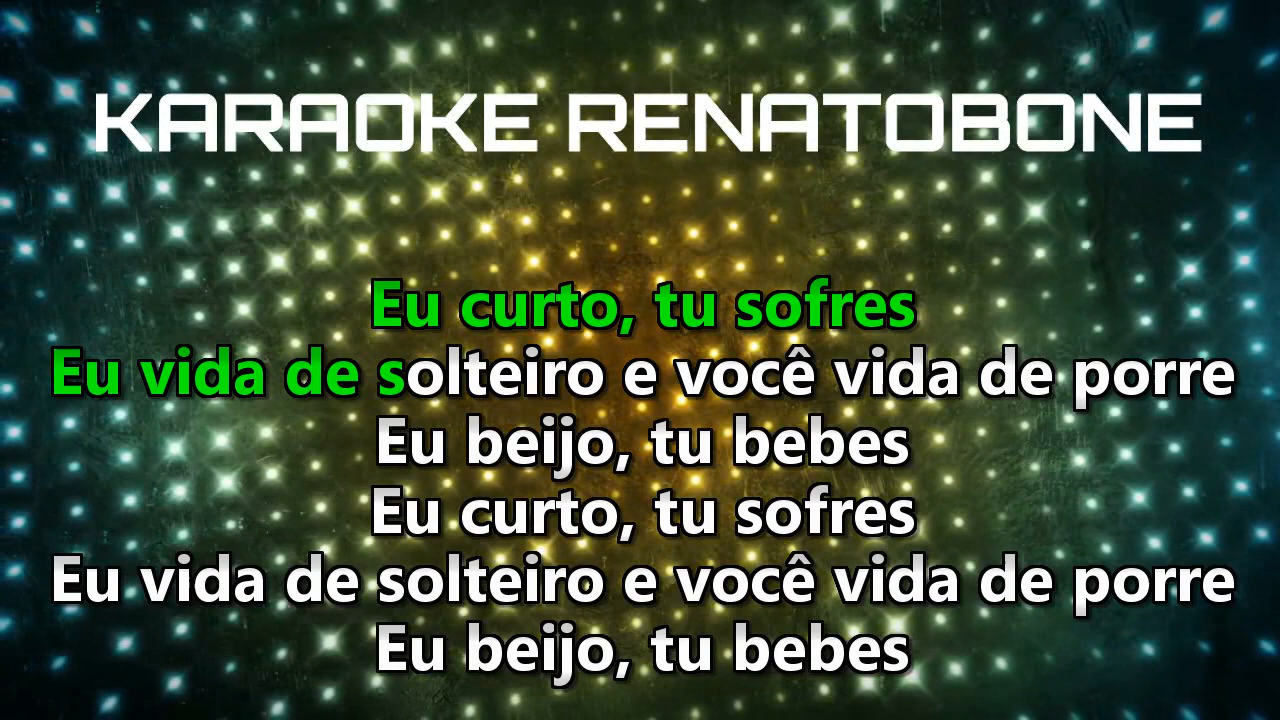 KARAOKE RENATOBONE
Eu curto, tu sofres
Eu vida de solteiro e você vida de porre
Eu beijo, tu bebes
Eu curto, tu sofres
Eu vida de solteiro e você vida de porre
Eu beijo, tu bebes